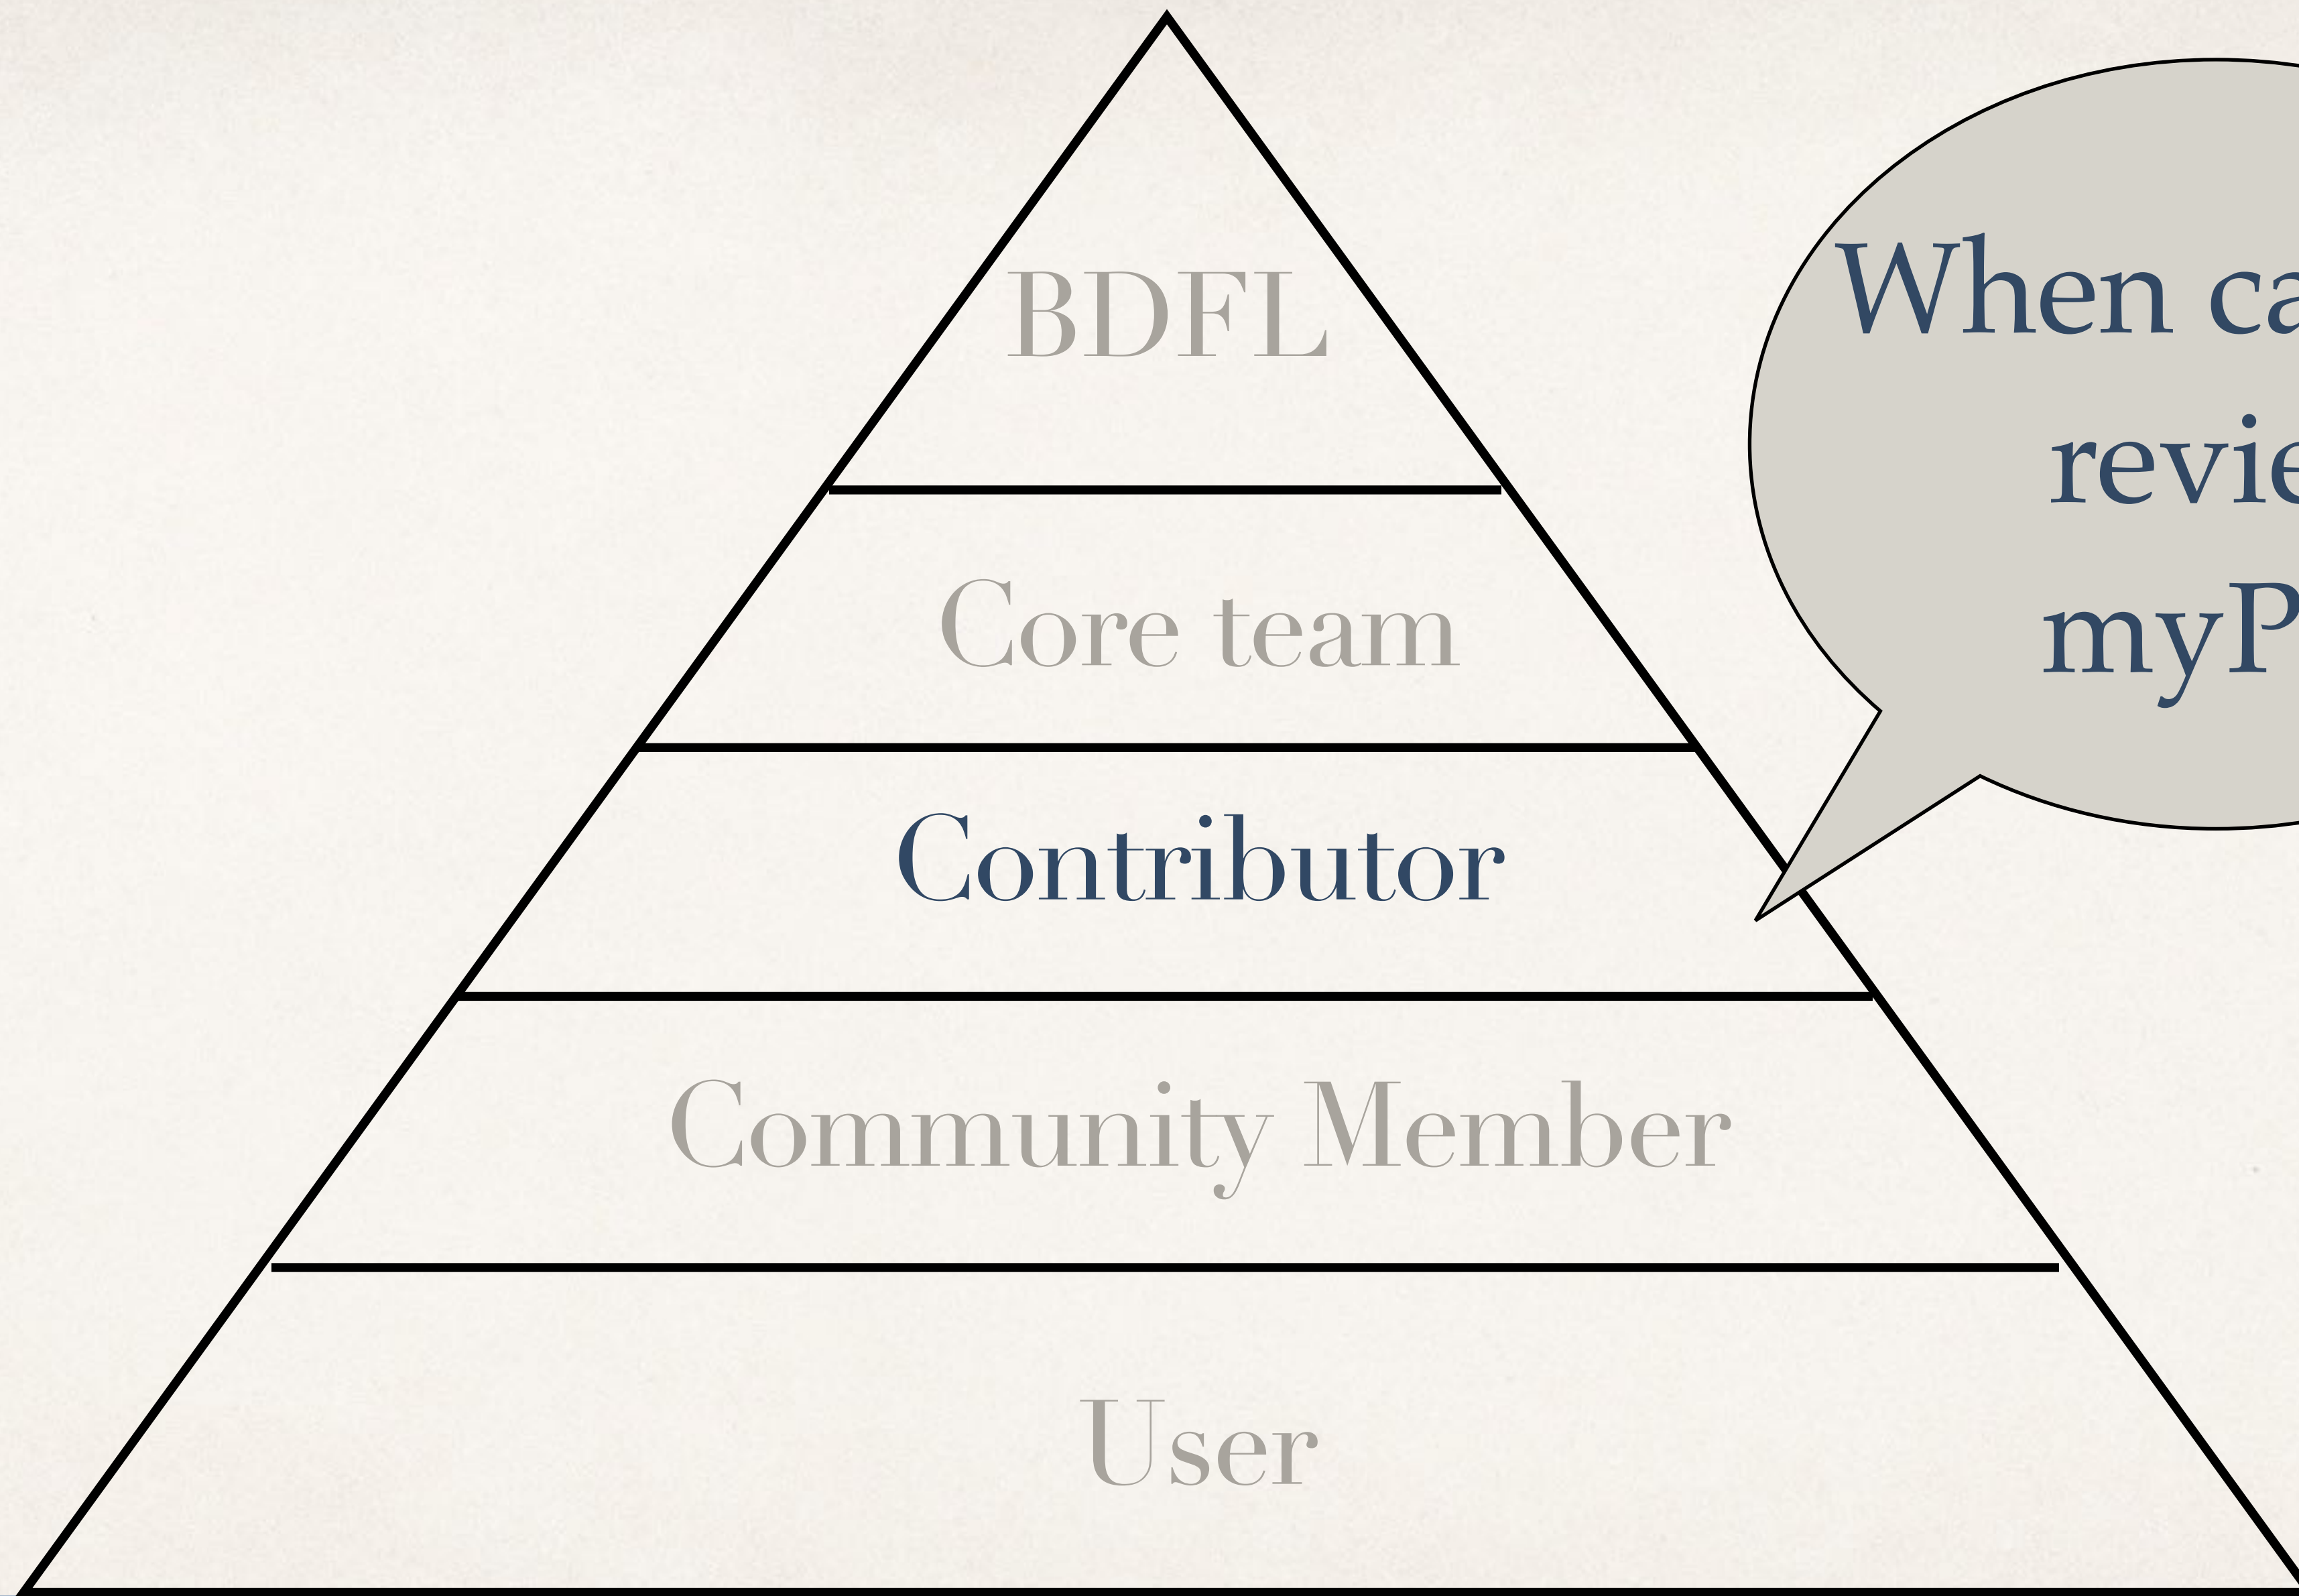 BDFL
Core team
Contributor
Community Member
User
When